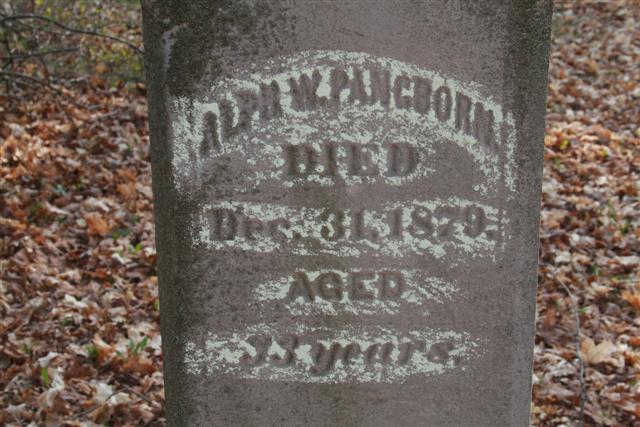 ALPH W. PANGBORN.
DIED
Dec. 31, 1879.
AGED
33 years